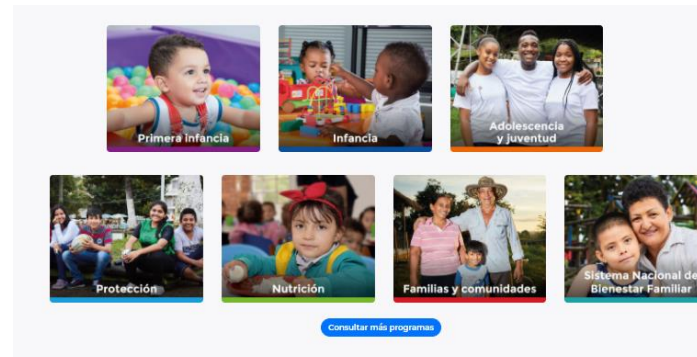 Primera infancia
Infancia
Adolescencia
y juventud
Protección
Nutrición
Familias y comunidades
Sistema Nacional de
Bienestar Familiar
Consultar más programas